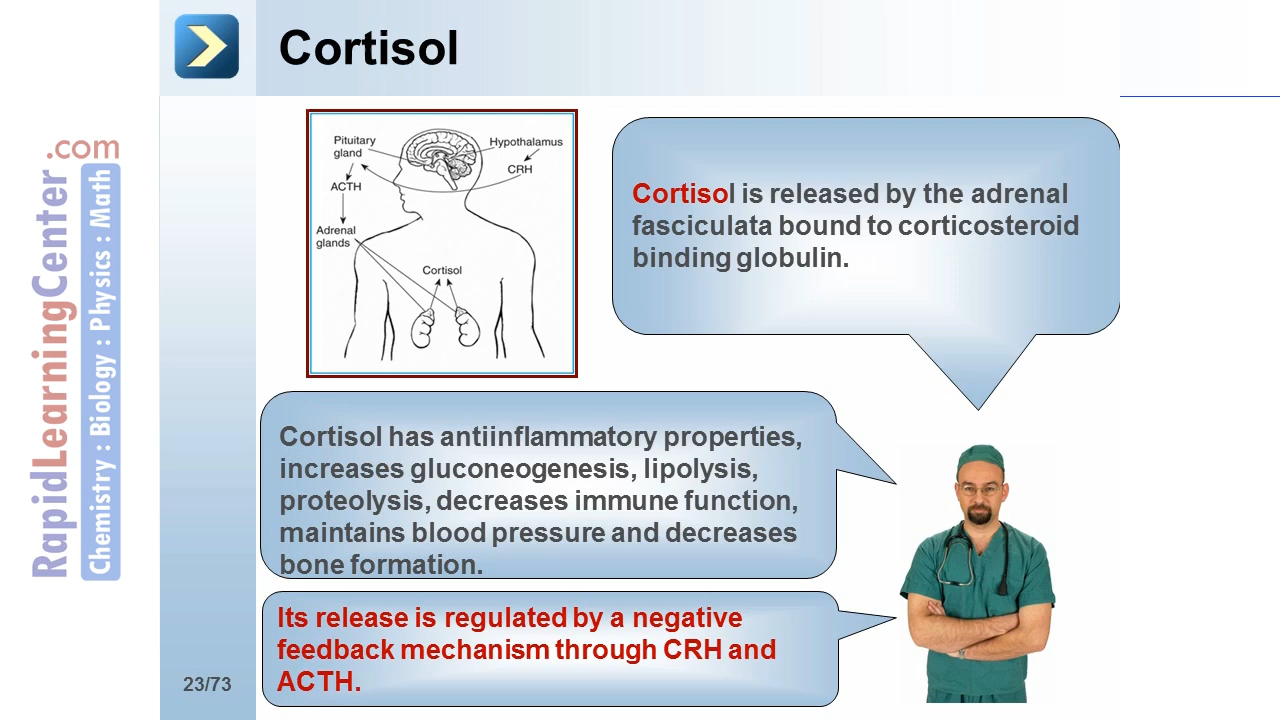 Cortisol
RapidLearningCenter.com
Chemistry : Biology : Physics : Math
Pituitary
gland
Hypothalamus
CRH
ACTH
Adrenal
glands
Cortisol
Cortisol is released by the adrenal
fasciculata bound to corticosteroid
binding globulin.
Cortisol has antiinflammatory properties,
increases gluconeogenesis, lipolysis,
proteolysis, decreases immune function,
maintains blood pressure and decreases
bone formation.
Its release is regulated by a negative
feedback mechanism through CRH and
ACTH.
23/73